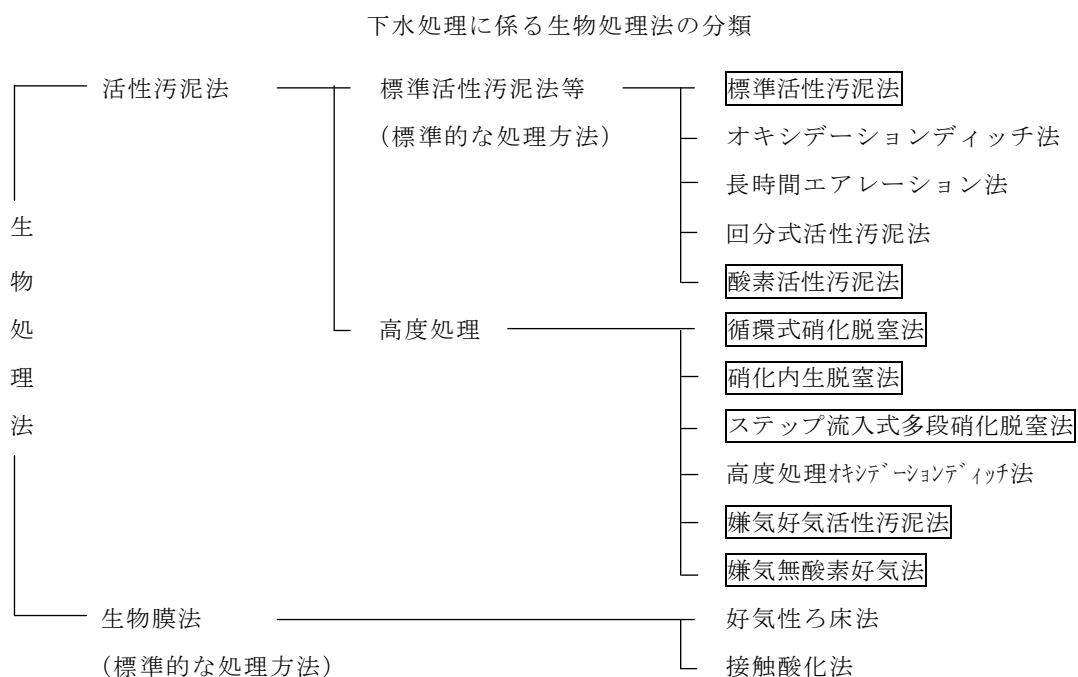 下水処理に係る生物処理法の分類
生物処理法
活性汚泥法
標準活性汚泥法等
(標準的な処理方法)
標準活性汚泥法
オキシデーションディッチ法
長時間エアレーション法
回分式活性汚泥法
酸素活性汚泥法
高度処理
循環式硝化脱窒法
硝化内生脱窒法
ステップ流入式多段硝化脱窒法
高度処理ｵｷｼﾃﾞｰｼｮﾝﾃﾞｨｯﾁ法
嫌気好気活性汚泥法
嫌気無酸素好気法
生物膜法
(標準的な処理方法)
好気性ろ床法
接触酸化法